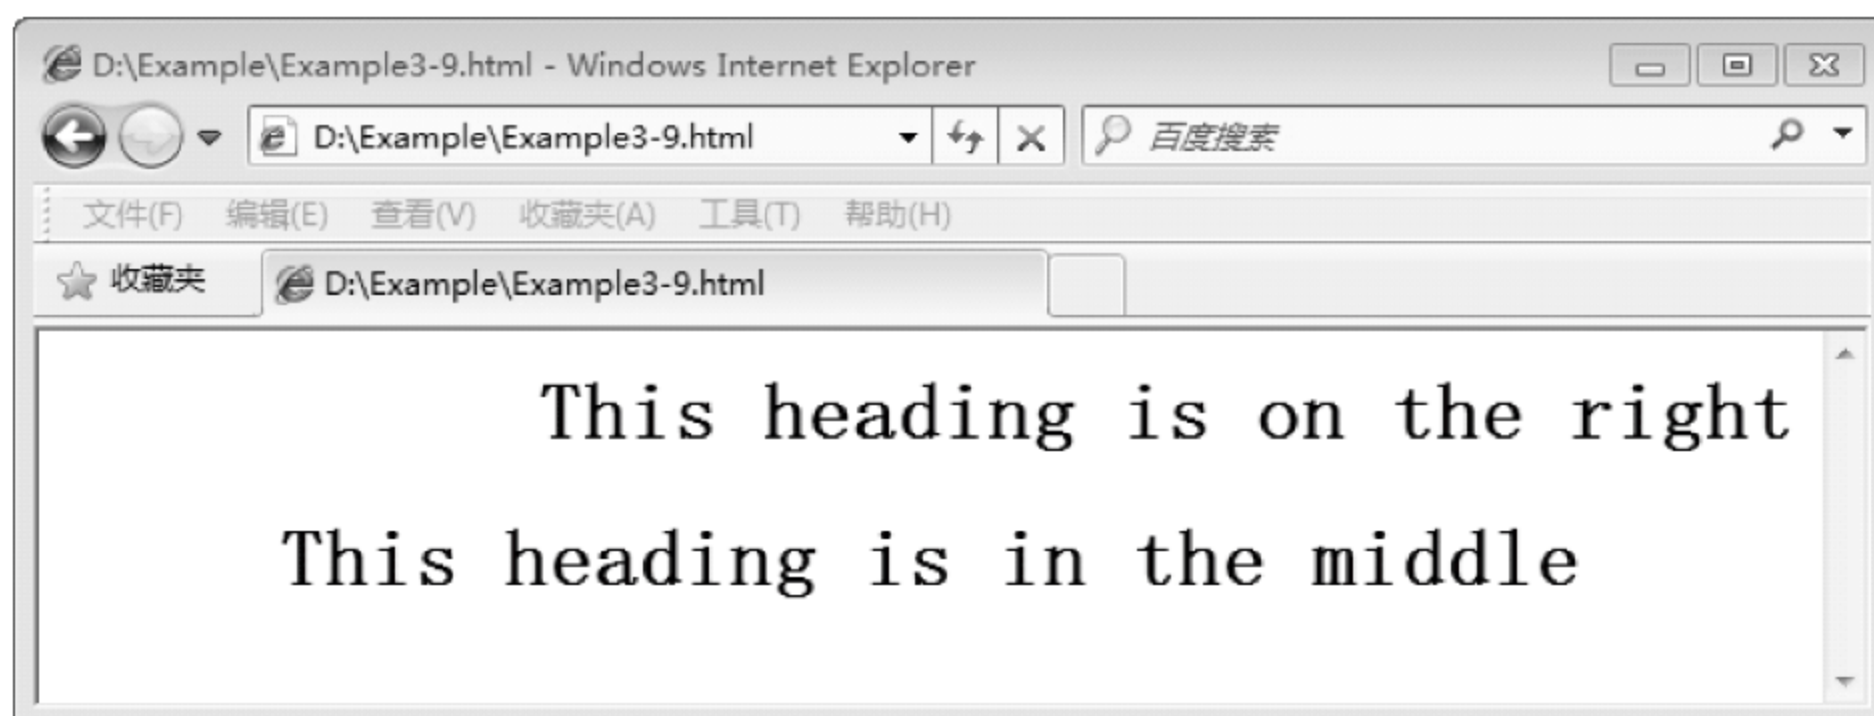 D:\Example\Example3-9.html - Windows Internet Explorer
D:\Example\Example3-9.html 百度搜索
文件(F) 编辑(E) 查看(V) 收藏夹(A) 工具(T) 帮助(H)
收藏夹 D:\Example\Example3-9.html
This heading is on the right
This heading is in the middle